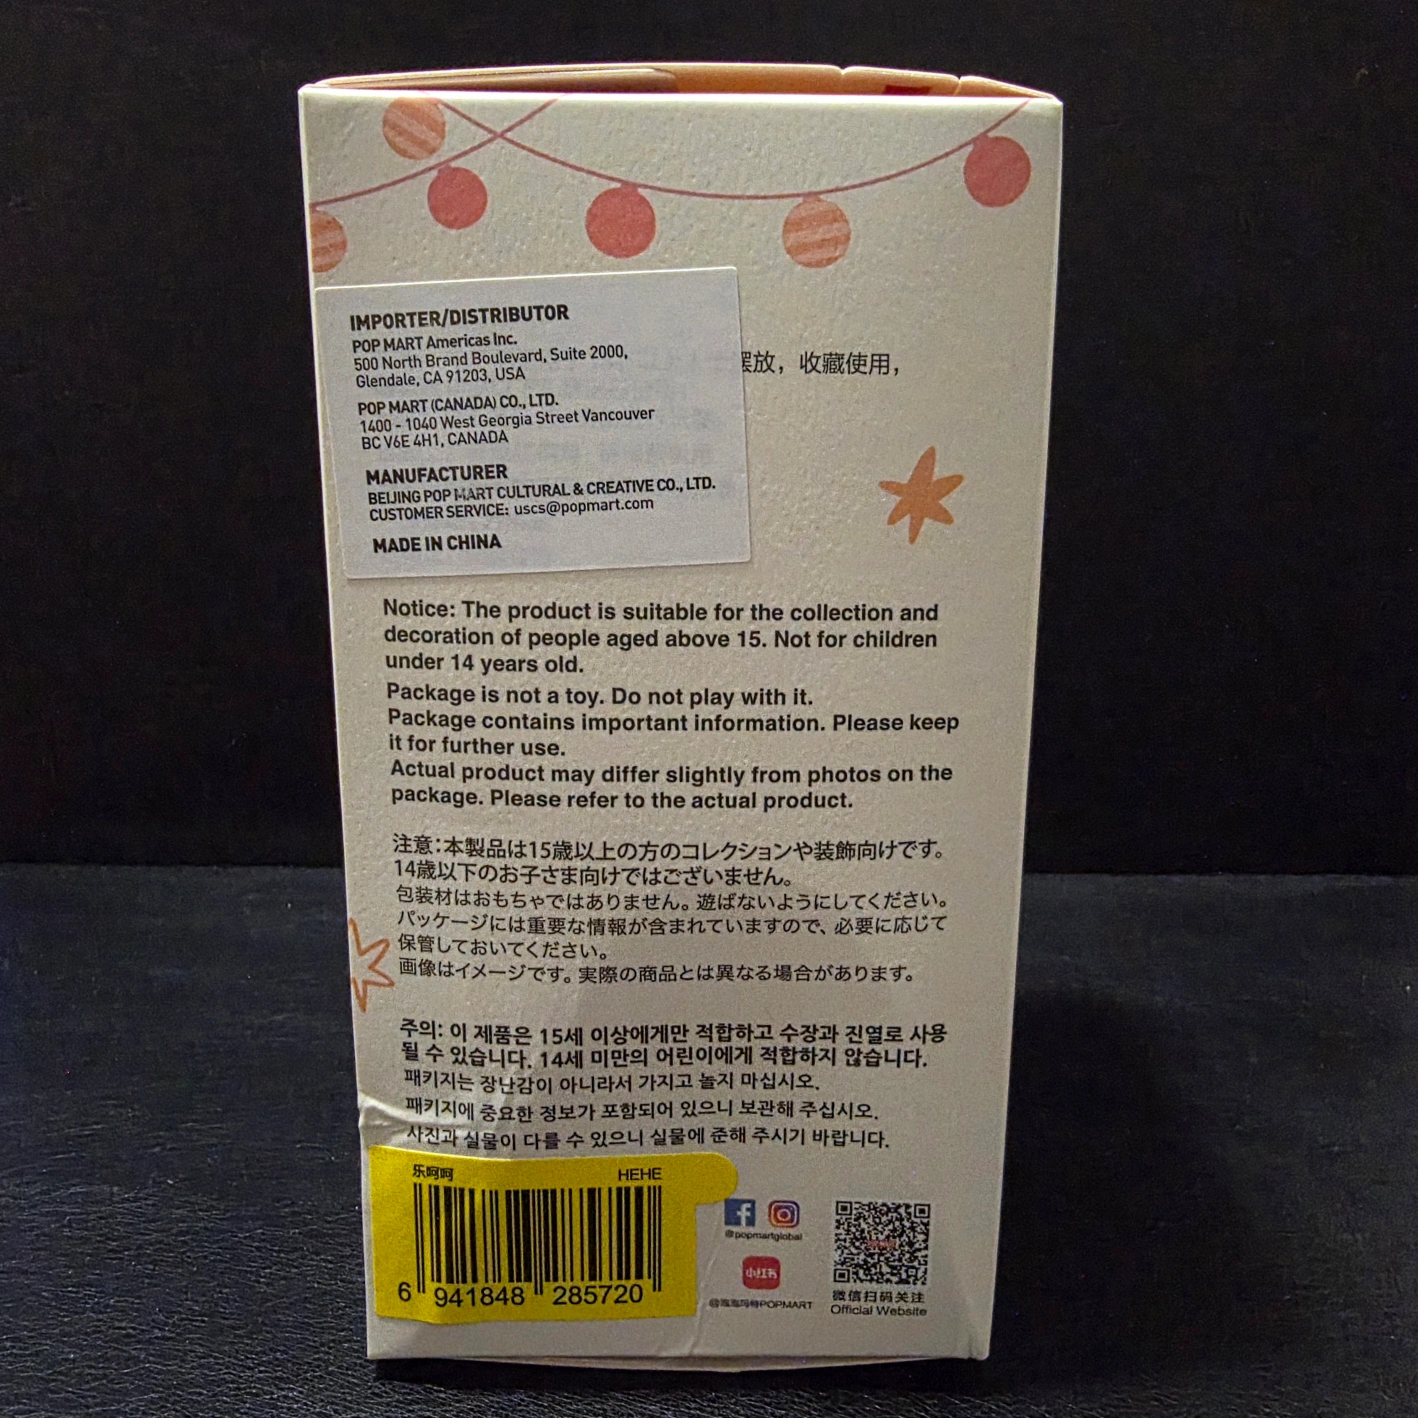 IMPORTER/DISTRIBUTOR
POP MART Americas Inc.
500 North Brand Boulevard, Suite 2000,
Glendale, CA 91203, USA
POP MART (CANADA) CO., LTD.
1400 - 1040 West Georgia Street Vancouver
BC V6E 4H1, CANADA
MANUFACTURER
BEIJING POP MART CULTURAL & CREATIVE CO., LTD.
CUSTOMER SERVICE: uscs@popmart.com
MADE IN CHINA
摆放，收藏使用，
Notice: The product is suitable for the collection and
decoration of people aged above 15. Not for children
under 14 years old.
Package is not a toy. Do not play with it.
Package contains important information. Please keep
it for further use.
Actual product may differ slightly from photos on the
package. Please refer to the actual product.
注意：本製品は15歳以上の方のコレクションや装飾向けです。
14歳以下のお子さま向けではございません。
包装材はおもちゃではありません。遊ばないようにしてください。
パッケージには重要な情報が含まれていますので、必要に応じて
保管しておいてください。
画像はイメージです。実際の商品とは異なる場合があります。
주의: 이 제품은 15세 이상에게만 적합하고 수장과 진열로 사용
될 수 있습니다. 14세 미만의 어린이에게 적합하지 않습니다.
패키지는 장난감이 아니라서 가지고 놀지 마십시오.
패키지에 중요한 정보가 포함되어 있으니 보관해 주십시오.
사진과 실물이 다를 수 있으니 실물에 준해 주시기 바랍니다.
乐呵呵 HEHE
6 941848 285720
@popmartglobal
小红书
@泡泡玛特POPMART
微信扫码关注
Official Website